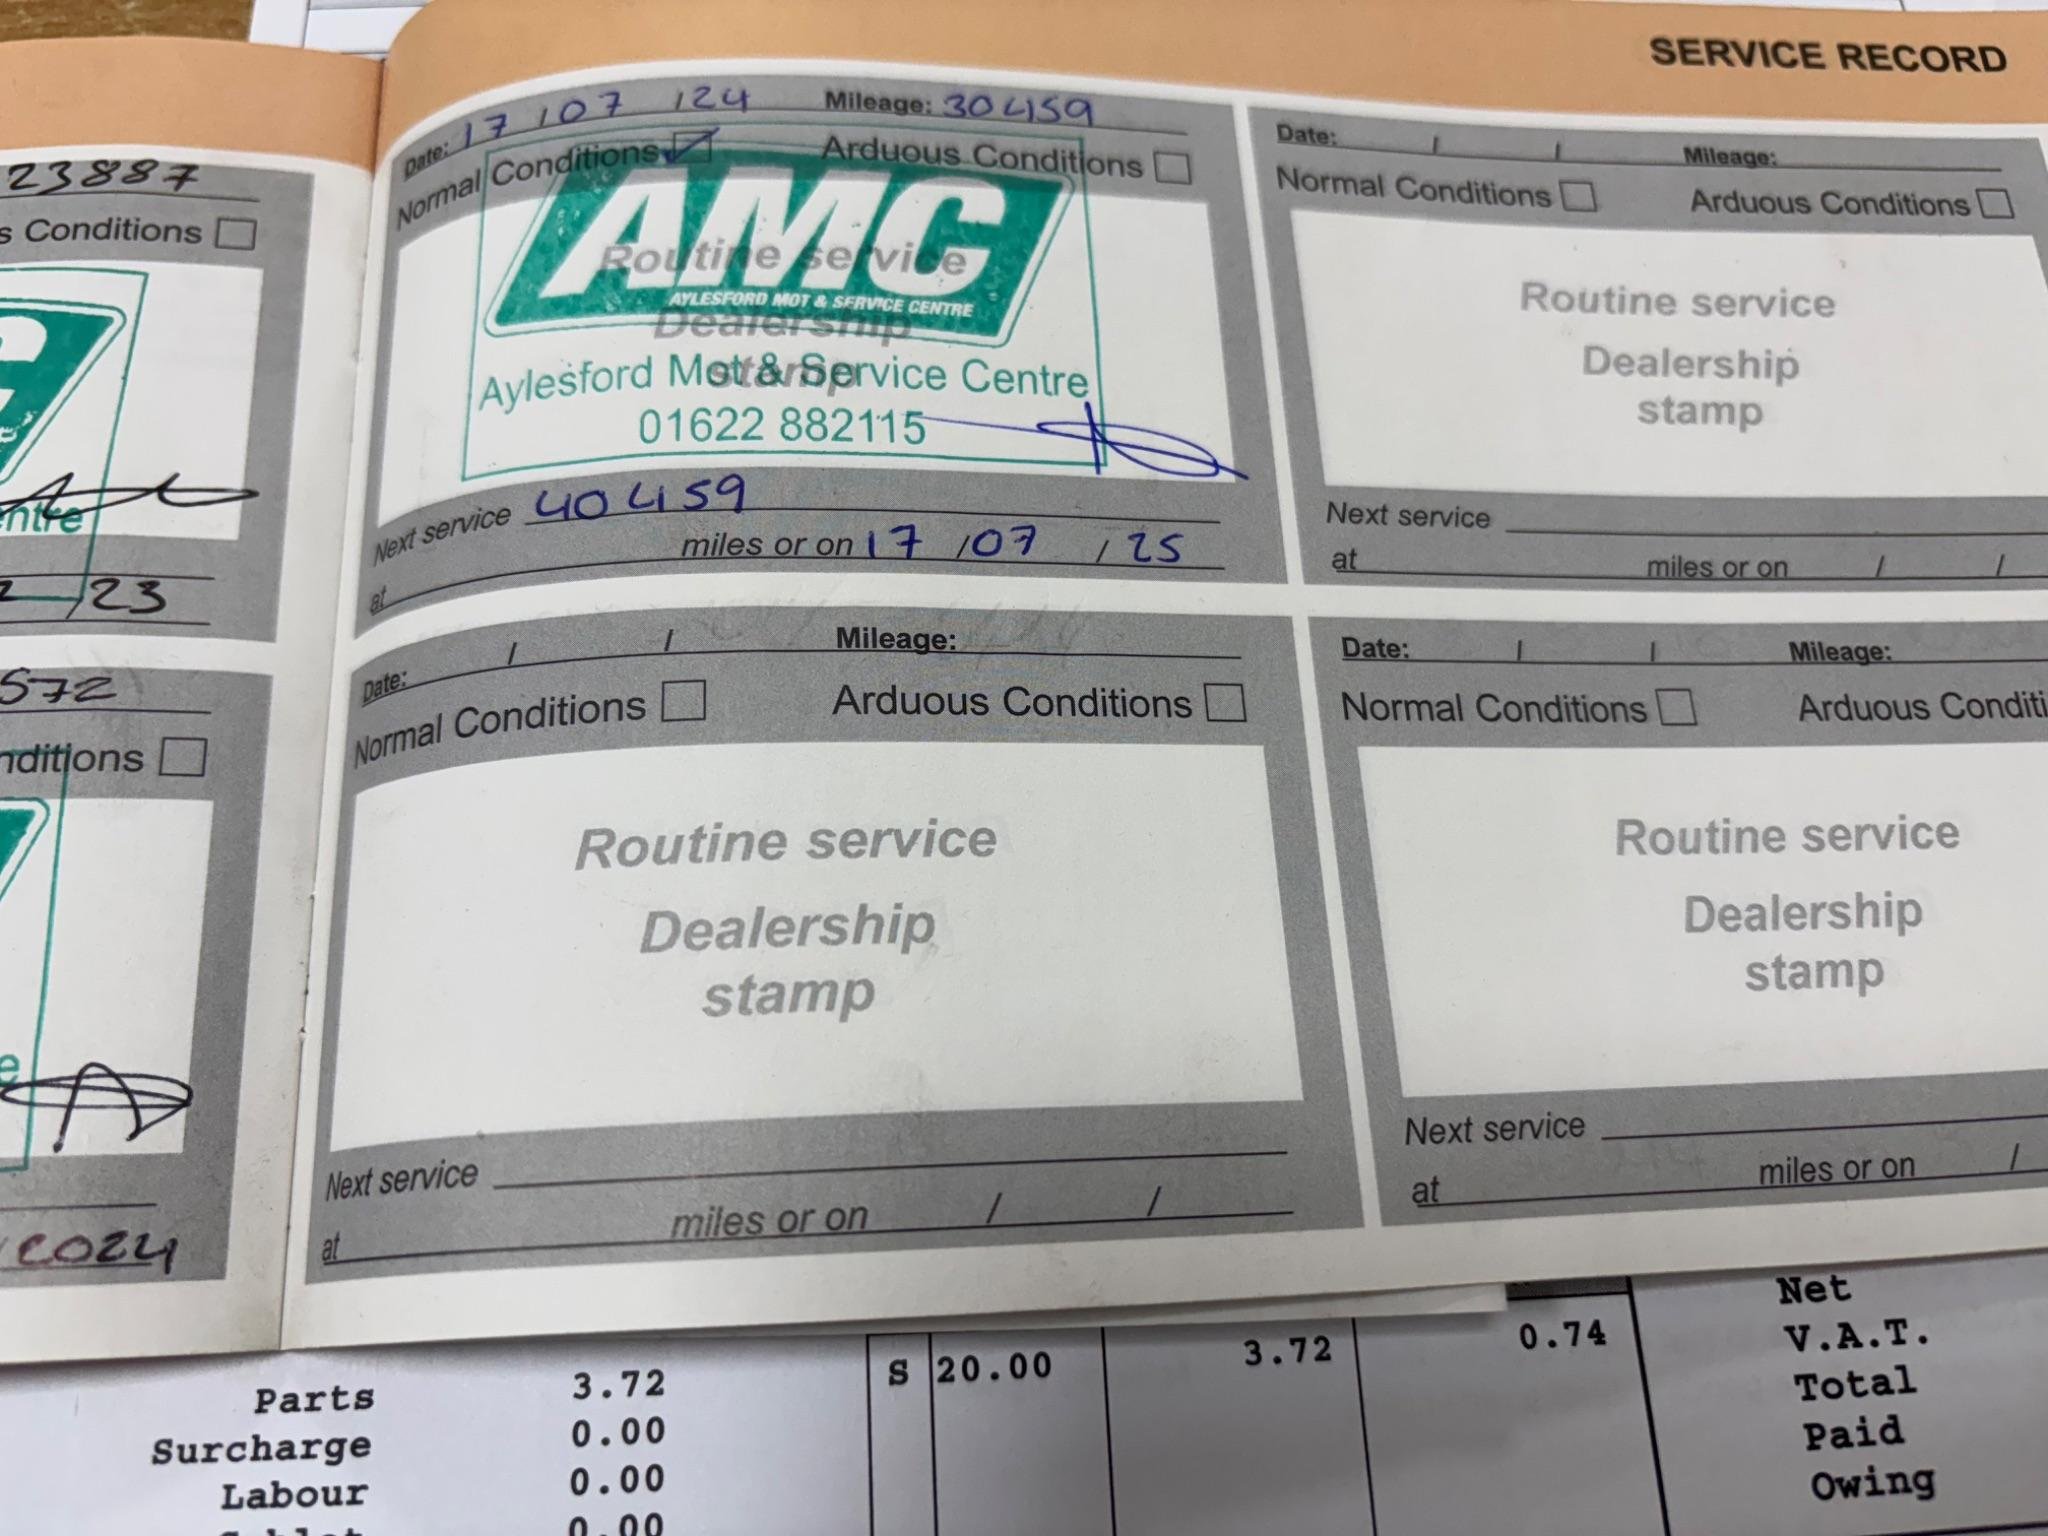 SERVICE RECORD
23887
s Conditions
entre
/23
572
nditions
e
2024
Date: 17 / 07 / 24 Mileage: 30459
Normal Conditions Arduous Conditions
AMC
AYLESFORD MOT & SERVICE CENTRE
Routine service
Dealership
stamp
Aylesford Mot & Service Centre
01622 882115
Next service 40459
at miles or on 17 / 07 / 25
Date: / / Mileage:
Normal Conditions Arduous Conditions
Routine service
Dealership
stamp
Next service
at miles or on / /
Date: / / Mileage:
Normal Conditions Arduous Conditions
Routine service
Dealership
stamp
Next service
at miles or on / /
Date: / / Mileage:
Normal Conditions Arduous Conditi
Routine service
Dealership
stamp
Next service
at miles or on /
Parts 3.72
Surcharge 0.00
Labour 0.00
0.00
S 20.00 3.72 0.74
Net
V.A.T.
Total
Paid
Owing